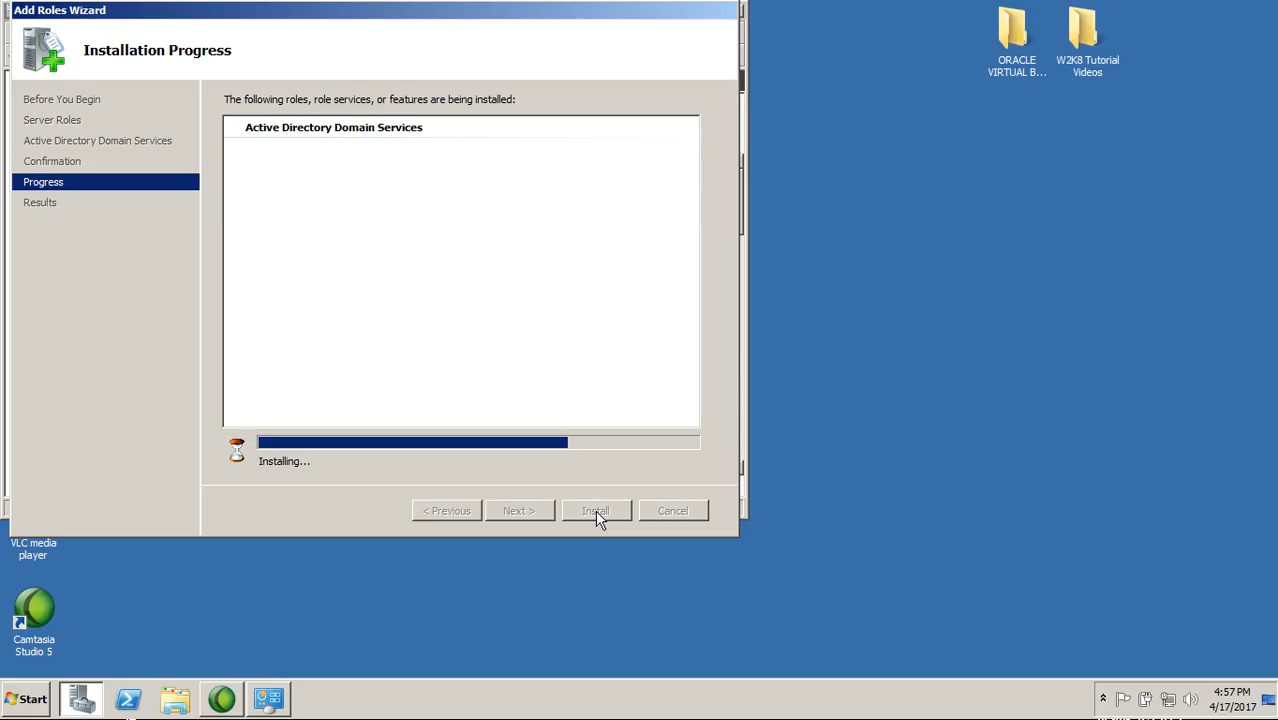 Add Roles Wizard
Installation Progress
Before You Begin
Server Roles
Active Directory Domain Services
Confirmation
Progress
Results
The following roles, role services, or features are being installed:
Active Directory Domain Services
Installing...
< Previous
Next >
Install
Cancel
ORACLE
VIRTUAL B...
W2K8 Tutorial
Videos
VLC media
player
Camtasia
Studio 5
Start
4:57 PM
4/17/2017